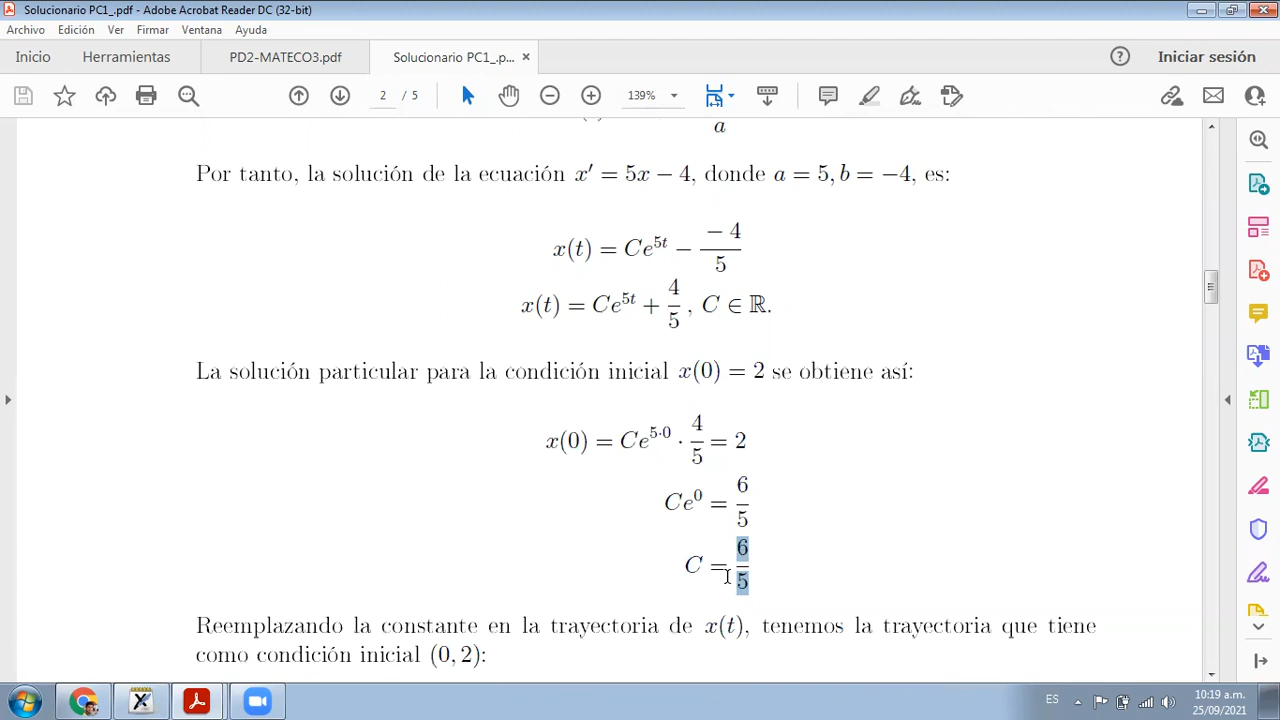 Solucionario PC1_.pdf - Adobe Acrobat Reader DC (32-bit)
Archivo Edición Ver Firmar Ventana Ayuda
Inicio Herramientas PD2-MATECO3.pdf Solucionario PC1_.p... × Iniciar sesión
2 / 5 139%
a
Por tanto, la solución de la ecuación x′ = 5x − 4, donde a = 5, b = −4, es:
x(t) = Ce^{5t} − \frac{−4}{5}
x(t) = Ce^{5t} + \frac{4}{5}, C ∈ ℝ.
La solución particular para la condición inicial x(0) = 2 se obtiene así:
x(0) = Ce^{5·0} · \frac{4}{5} = 2
Ce^{0} = \frac{6}{5}
C = \frac{6}{5}
Reemplazando la constante en la trayectoria de x(t), tenemos la trayectoria que tiene
como condición inicial (0, 2):
ES 10:19 a.m.
25/09/2021